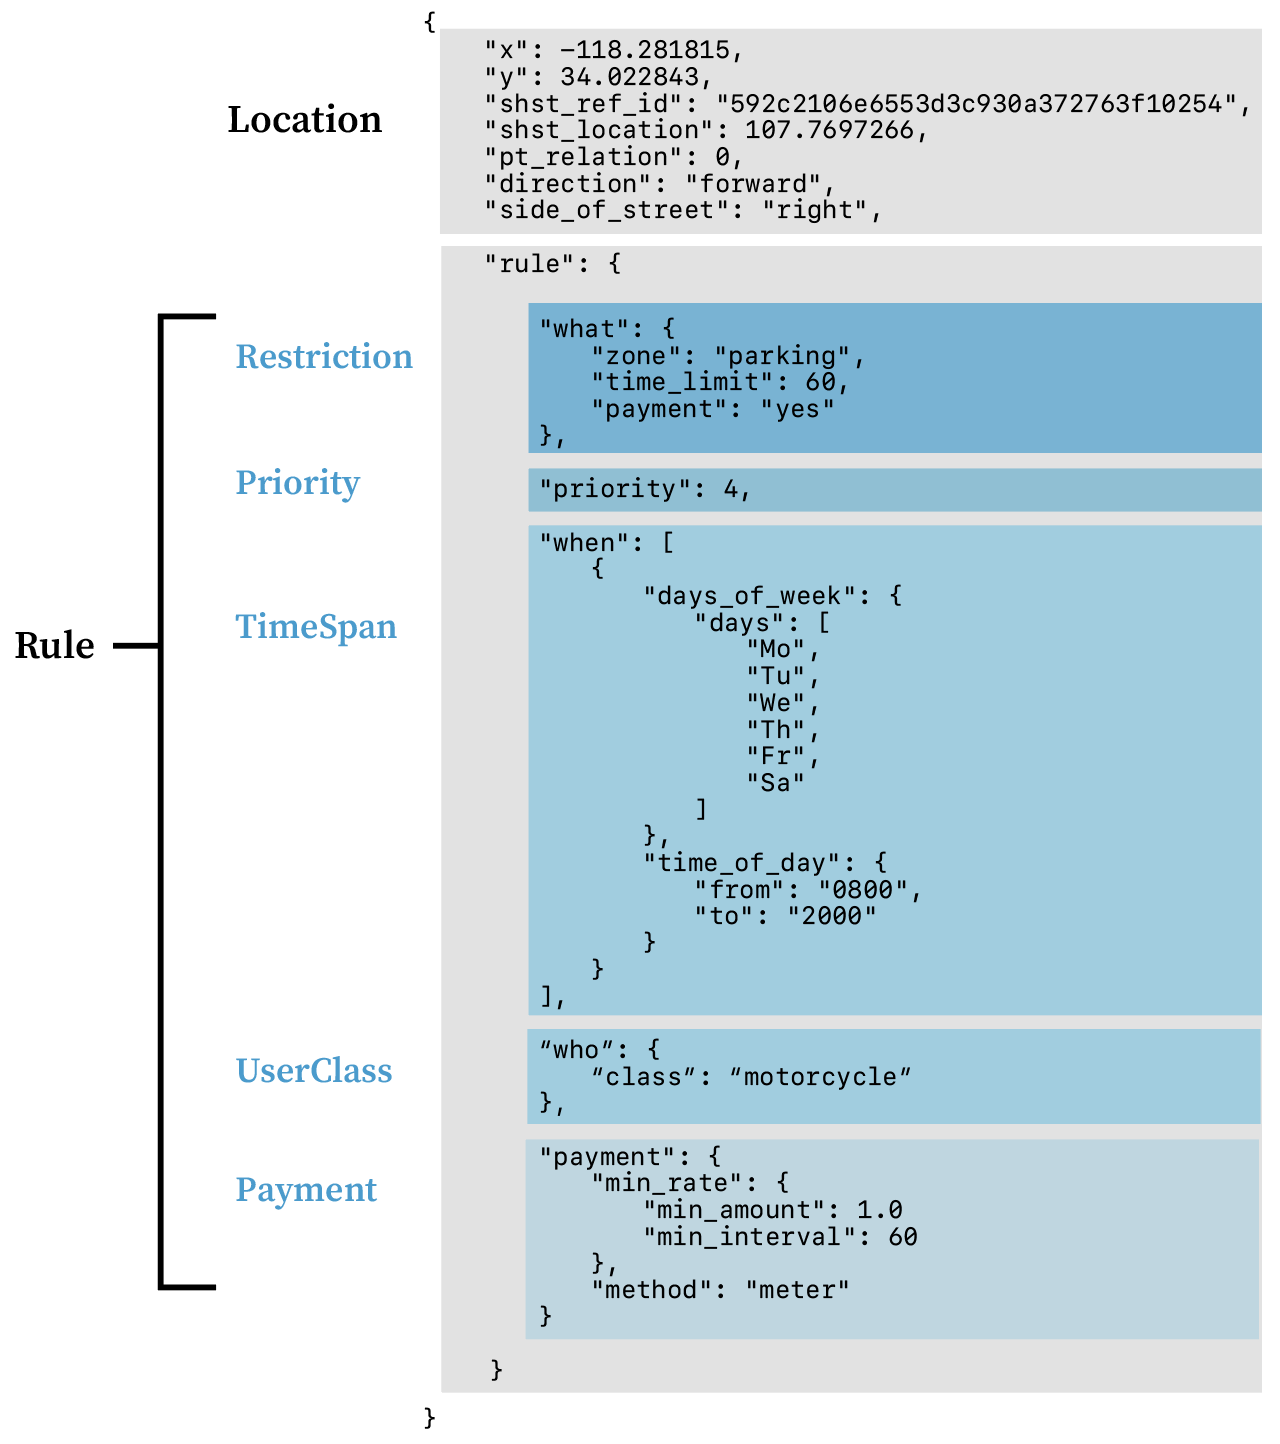 {
Location
"x": -118.281815,
"y": 34.022843,
"shst_ref_id": "592c2106e6553d3c930a372763f10254",
"shst_location": 107.7697266,
"pt_relation": 0,
"direction": "forward",
"side_of_street": "right",
"rule": {
Rule
Restriction
"what": {
"zone": "parking",
"time_limit": 60,
"payment": "yes"
},
Priority
"priority": 4,
TimeSpan
"when": [
{
"days_of_week": {
"days": [
"Mo",
"Tu",
"We",
"Th",
"Fr",
"Sa"
]
},
"time_of_day": {
"from": "0800",
"to": "2000"
}
}
],
UserClass
“who”: {
“class”: “motorcycle”
},
Payment
"payment": {
"min_rate": {
"min_amount": 1.0
"min_interval": 60
},
"method": "meter"
}
}
}